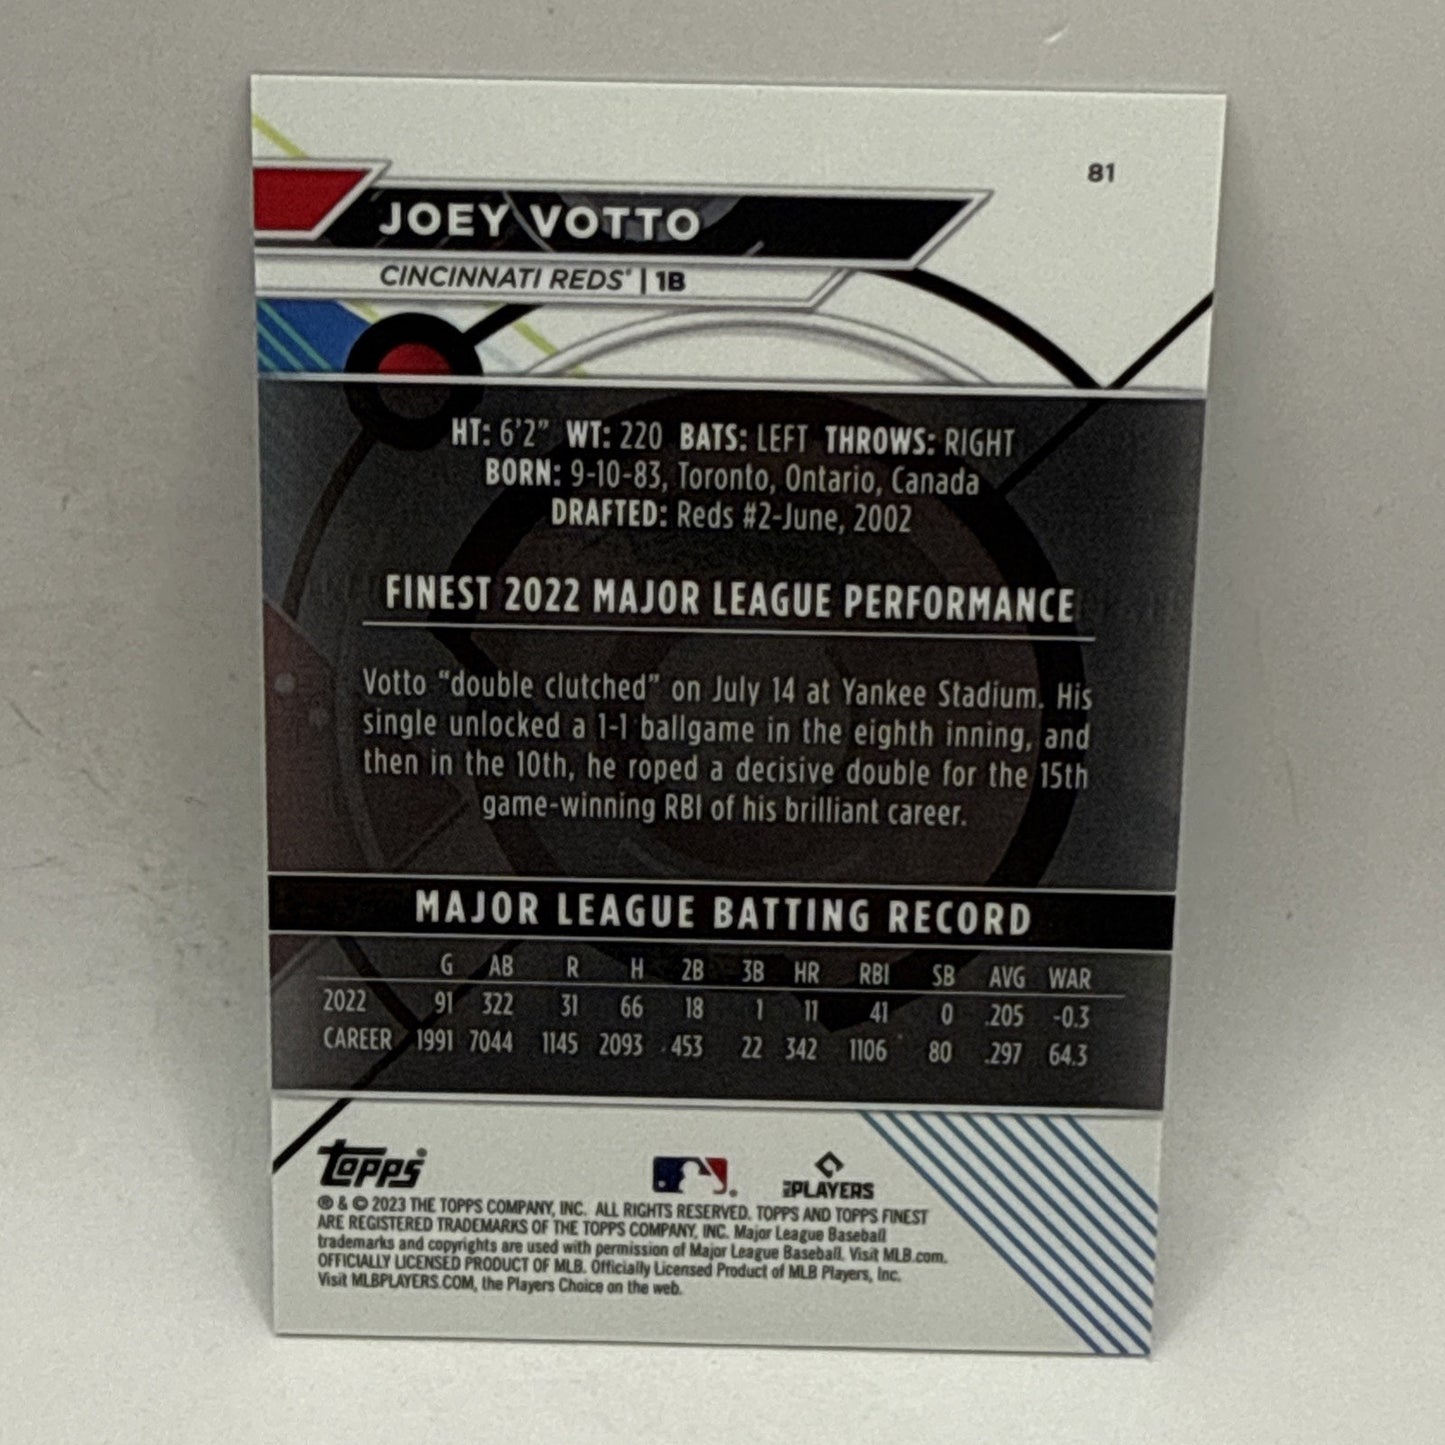 81
JOEY VOTTO
CINCINNATI REDS® | 1B
HT: 6'2" WT: 220 BATS: LEFT THROWS: RIGHT
BORN: 9-10-83, Toronto, Ontario, Canada
DRAFTED: Reds #2-June, 2002
FINEST 2022 MAJOR LEAGUE PERFORMANCE
Votto “double clutched” on July 14 at Yankee Stadium. His
single unlocked a 1-1 ballgame in the eighth inning, and
then in the 10th, he roped a decisive double for the 15th
game-winning RBI of his brilliant career.
MAJOR LEAGUE BATTING RECORD
G AB R H 2B 3B HR RBI SB AVG WAR
2022 91 322 31 66 18 1 11 41 0 .205 -0.3
CAREER 1991 7044 1145 2093 453 22 342 1106 80 .297 64.3
Topps®
PLAYERS
® & © 2023 THE TOPPS COMPANY, INC. ALL RIGHTS RESERVED. TOPPS AND TOPPS FINEST
ARE REGISTERED TRADEMARKS OF THE TOPPS COMPANY, INC. Major League Baseball
trademarks and copyrights are used with permission of Major League Baseball. Visit MLB.com.
OFFICIALLY LICENSED PRODUCT OF MLB. Officially Licensed Product of MLB Players, Inc.
Visit MLBPLAYERS.COM, the Players Choice on the web.